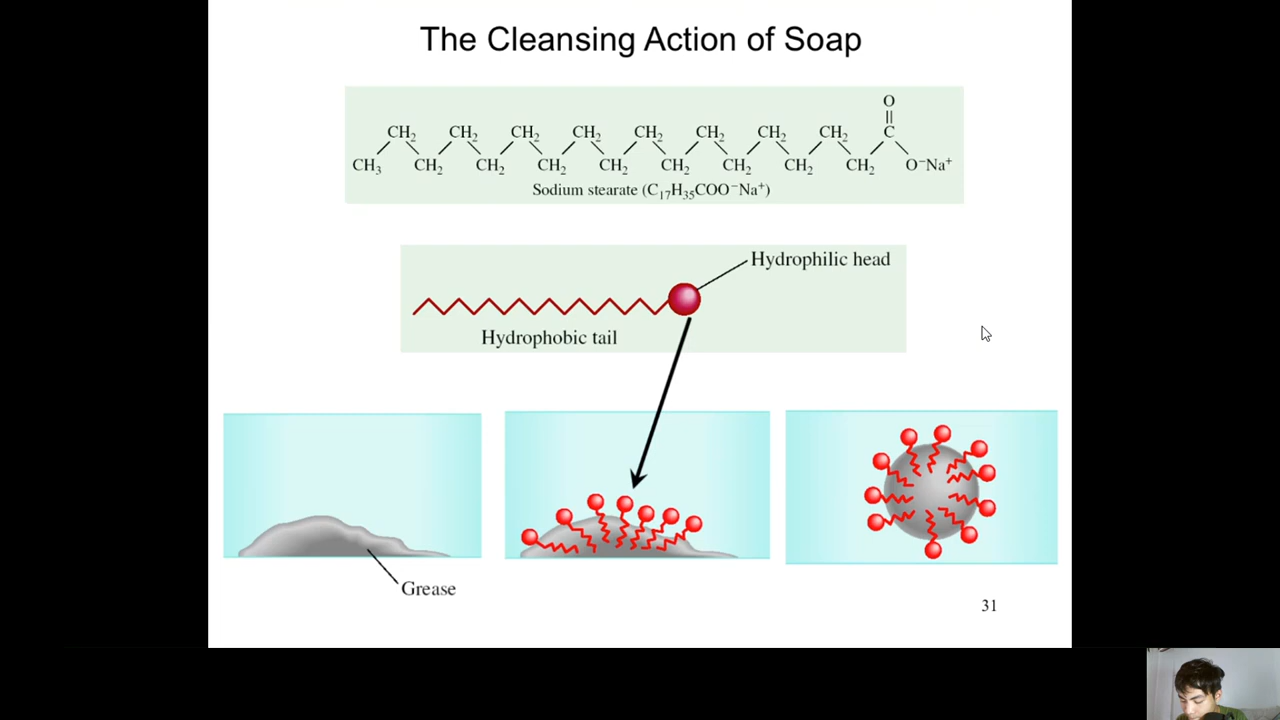 The Cleansing Action of Soap
O
||
CH₂ CH₂ CH₂ CH₂ CH₂ CH₂ CH₂ CH₂ C
CH₃ CH₂ CH₂ CH₂ CH₂ CH₂ CH₂ CH₂ CH₂ O⁻Na⁺
Sodium stearate (C₁₇H₃₅COO⁻Na⁺)
Hydrophilic head
Hydrophobic tail
Grease
31